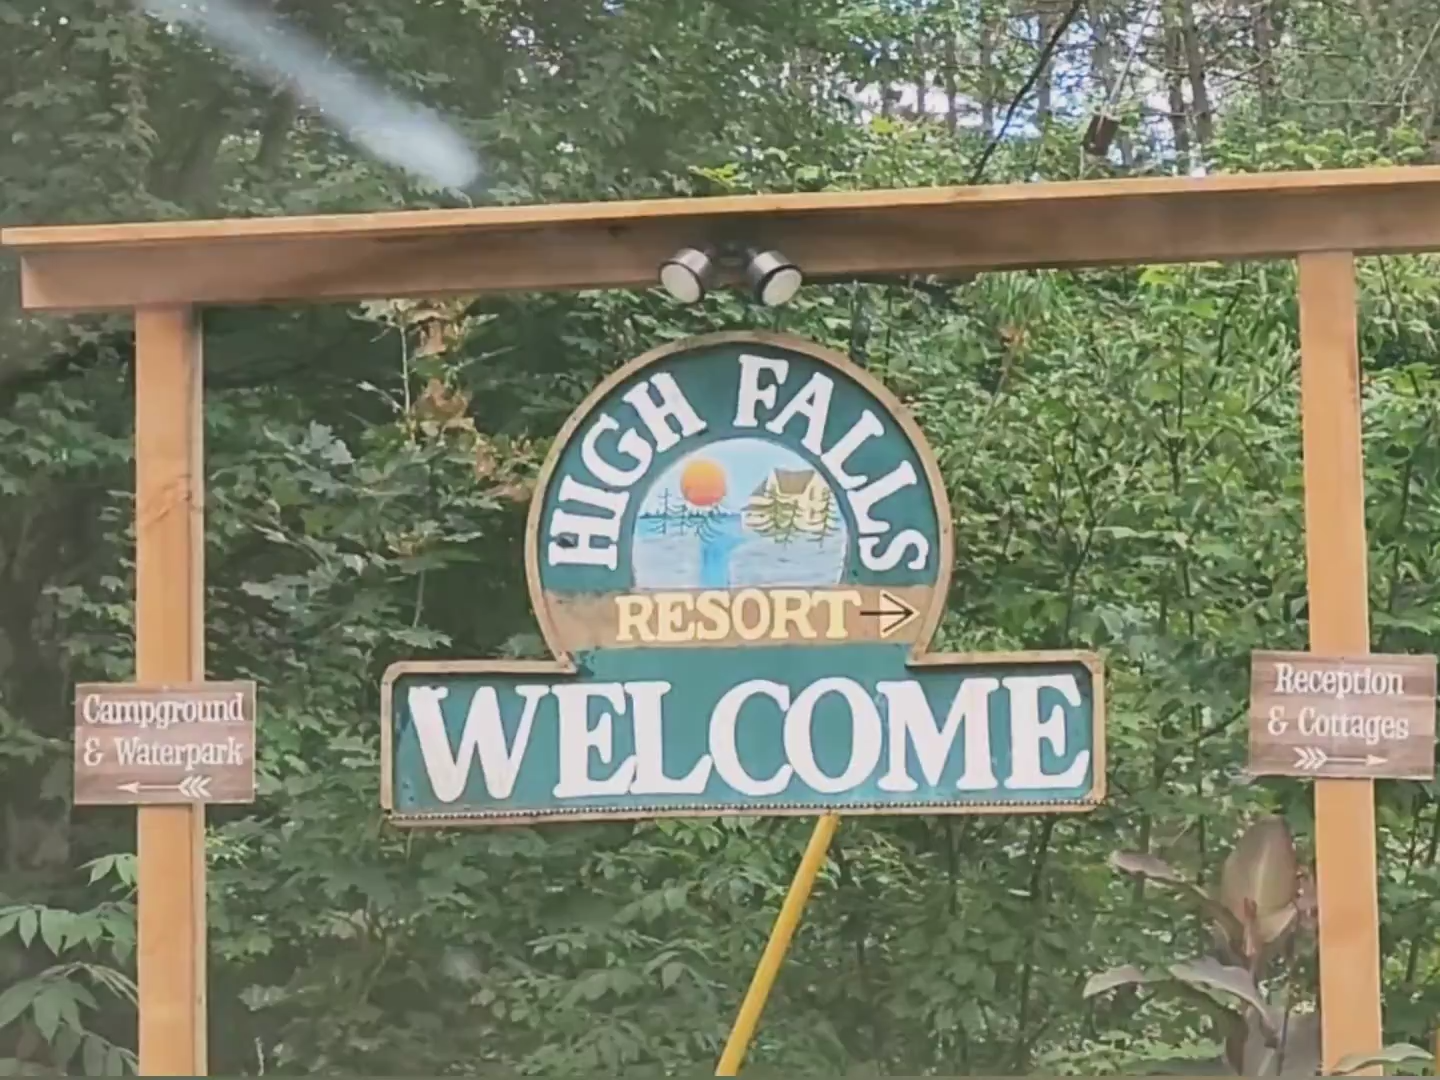 HIGH FALLS
RESORT
WELCOME
Campground
& Waterpark
Reception
& Cottages